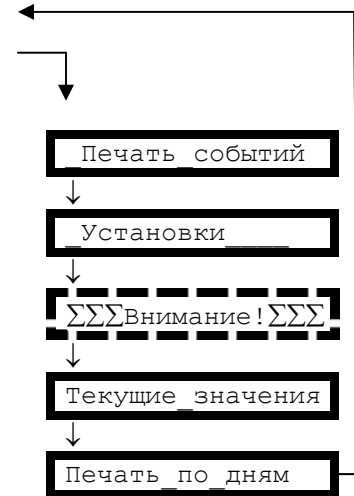 _Печать_событий
↓
_Установки____
↓
_∑∑∑Внимание!∑∑∑
↓
Текущие_значения
↓
Печать_по_дням